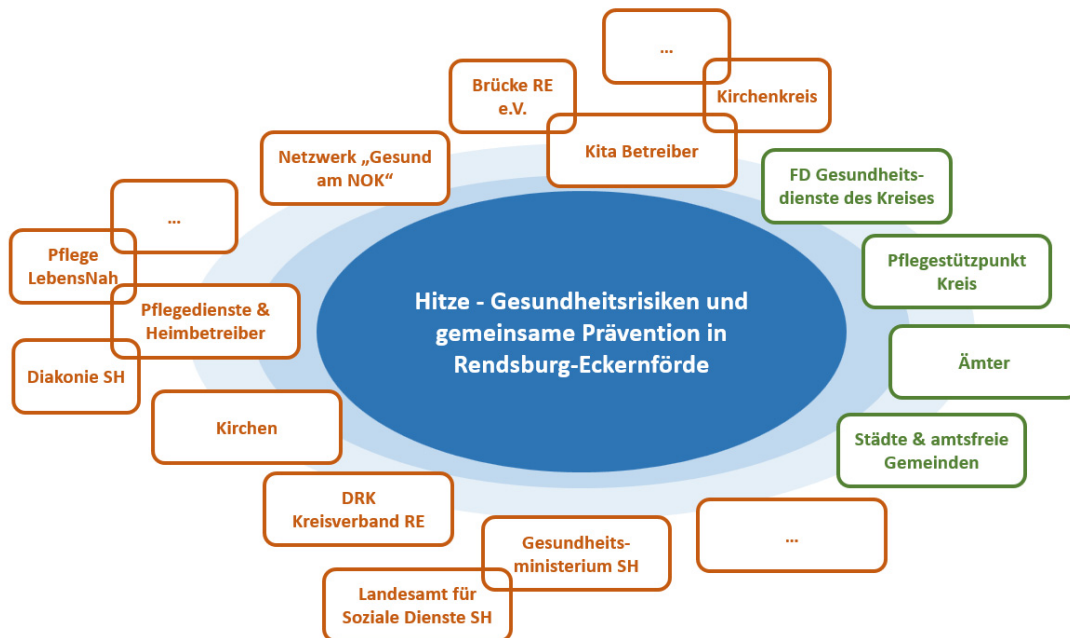 ...
Brücke RE
e.V.
Kirchenkreis
Kita Betreiber
Netzwerk „Gesund
am NOK“
FD Gesundheits-
dienste des Kreises
...
Pflege
LebensNah
Pflegestützpunkt
Kreis
Pflegedienste &
Heimbetreiber
Hitze - Gesundheitsrisiken und
gemeinsame Prävention in
Rendsburg-Eckernförde
Diakonie SH
Ämter
Kirchen
Städte & amtsfreie
Gemeinden
DRK
Kreisverband RE
...
Gesundheits-
ministerium SH
Landesamt für
Soziale Dienste SH